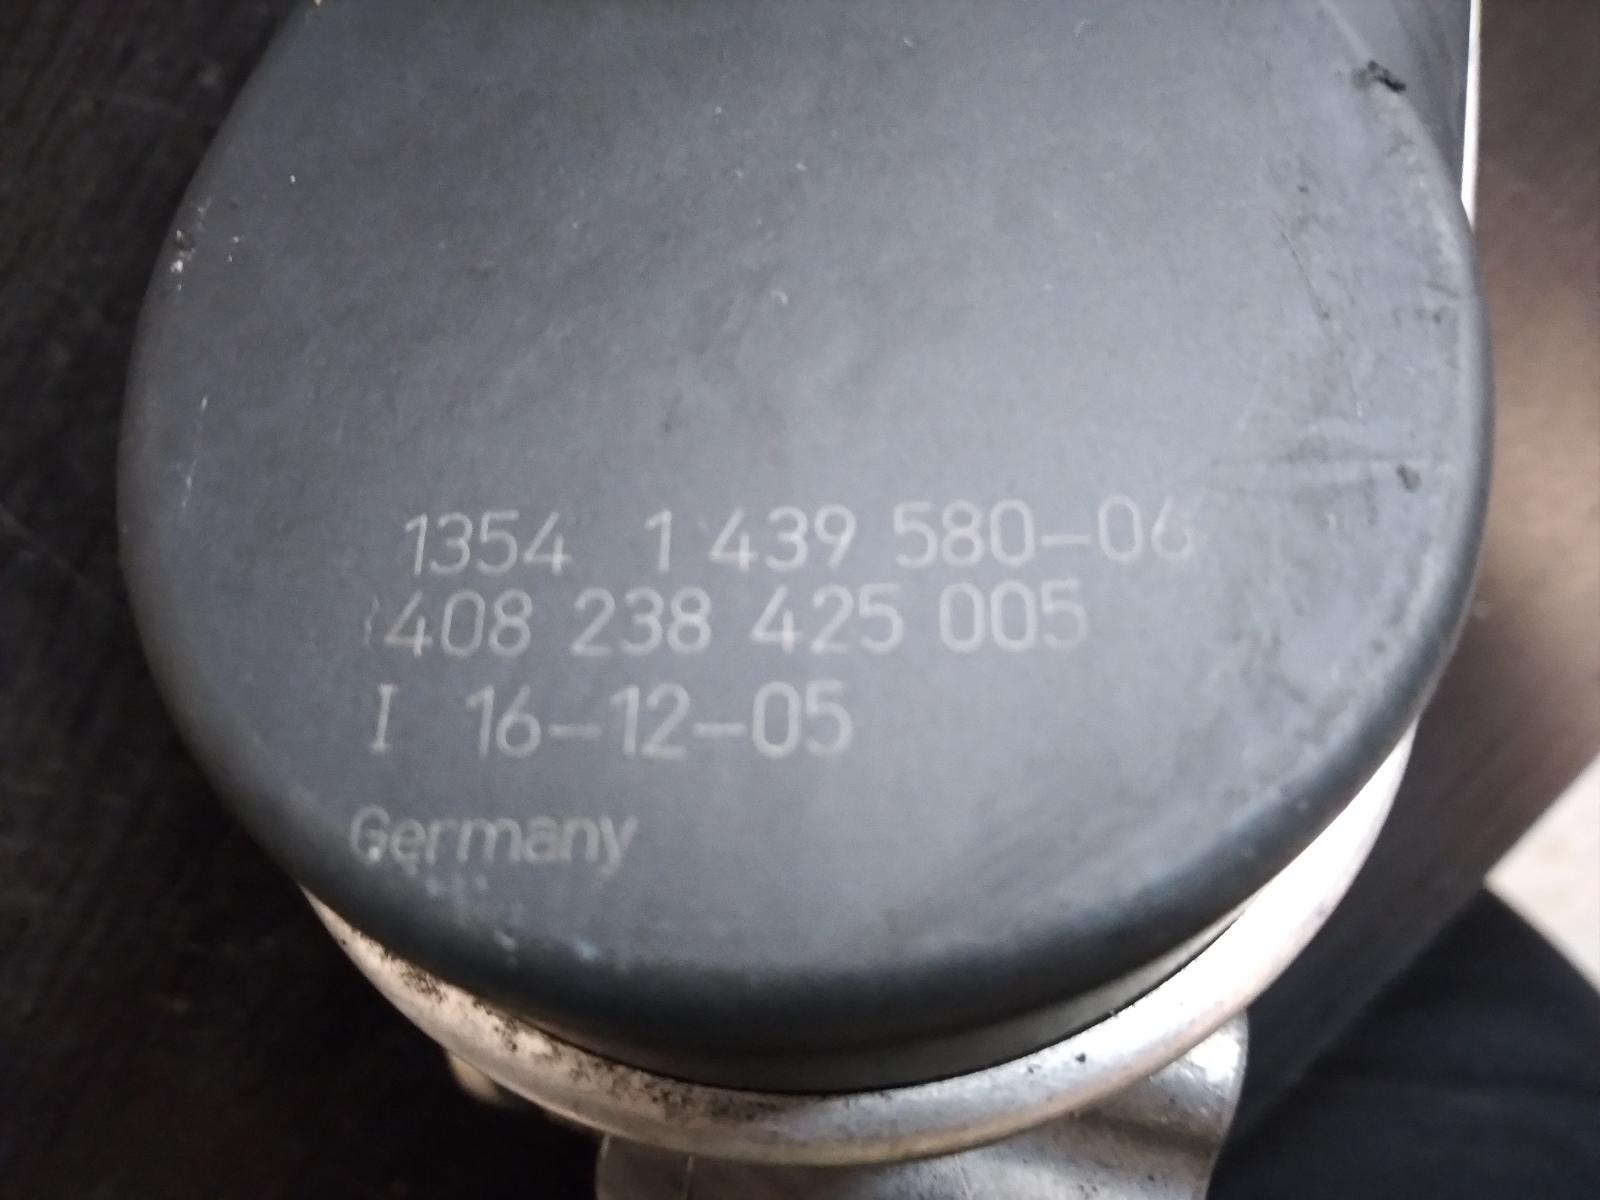 1354 1 439 580-06
408 238 425 005
I 16-12-05
Germany